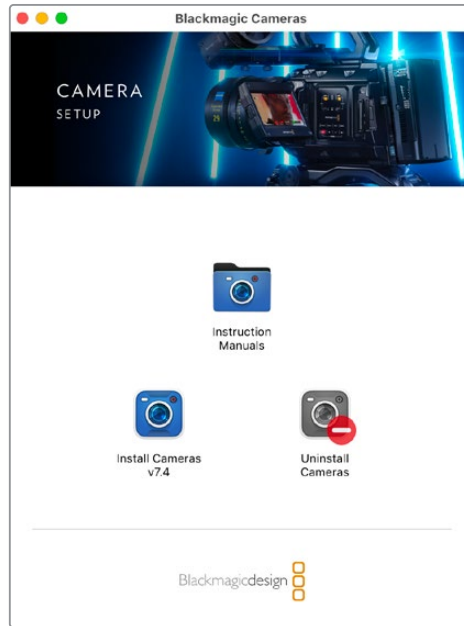 Blackmagic Cameras
CAMERA
SETUP
Instruction
Manuals
Install Cameras
v7.4
Uninstall
Cameras
Blackmagicdesign